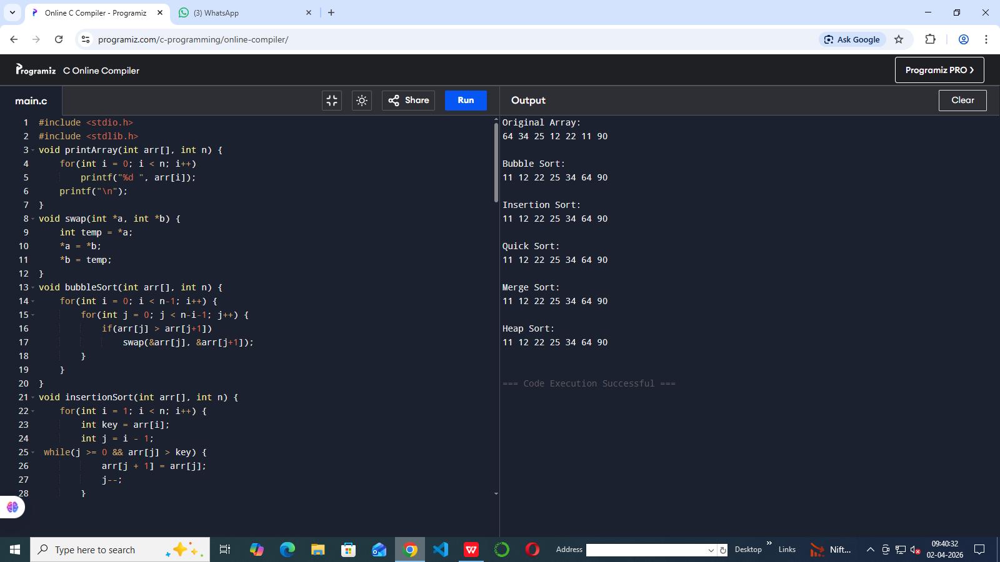 Online C Compiler - Programiz
(3) WhatsApp
programiz.com/c-programming/online-compiler/
Ask Google
Programiz C Online Compiler
Programiz PRO ❯
main.c
Share
Run
Output
Clear
1 #include <stdio.h>
2 #include <stdlib.h>
3 void printArray(int arr[], int n) {
4     for(int i = 0; i < n; i++)
5         printf("%d ", arr[i]);
6     printf("\n");
7 }
8 void swap(int *a, int *b) {
9     int temp = *a;
10     *a = *b;
11     *b = temp;
12 }
13 void bubbleSort(int arr[], int n) {
14     for(int i = 0; i < n-1; i++) {
15         for(int j = 0; j < n-i-1; j++) {
16             if(arr[j] > arr[j+1])
17                 swap(&arr[j], &arr[j+1]);
18         }
19     }
20 }
21 void insertionSort(int arr[], int n) {
22     for(int i = 1; i < n; i++) {
23         int key = arr[i];
24         int j = i - 1;
25  while(j >= 0 && arr[j] > key) {
26             arr[j + 1] = arr[j];
27             j--;
28         }
Original Array:
64 34 25 12 22 11 90
Bubble Sort:
11 12 22 25 34 64 90
Insertion Sort:
11 12 22 25 34 64 90
Quick Sort:
11 12 22 25 34 64 90
Merge Sort:
11 12 22 25 34 64 90
Heap Sort:
11 12 22 25 34 64 90
=== Code Execution Successful ===
Type here to search
Address
Desktop
Links
Nift...
09:40:32
02-04-2026